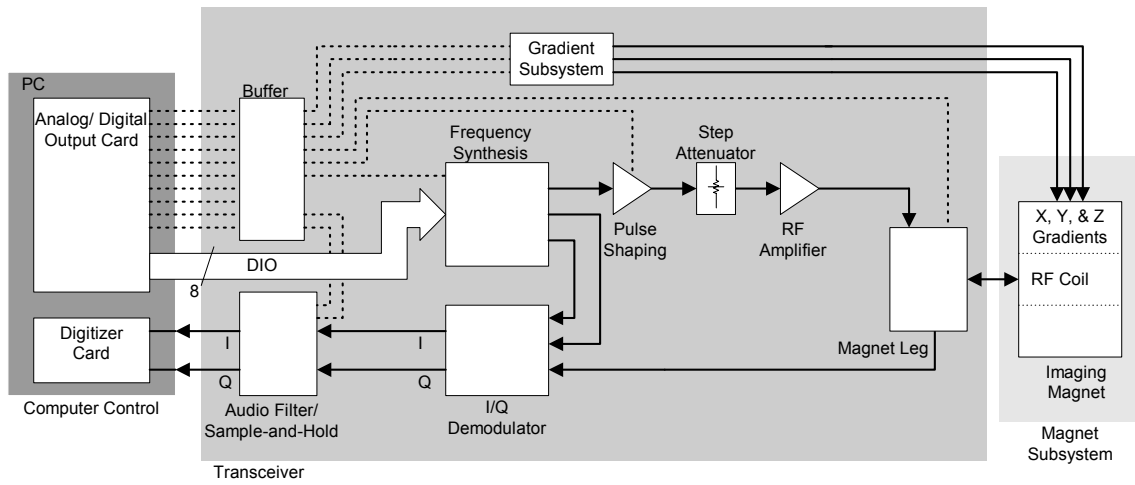 PC
Analog/ Digital
Output Card
Buffer
Gradient
Subsystem
Frequency
Synthesis
Step
Attenuator
Pulse
Shaping
RF
Amplifier
X, Y, & Z
Gradients
RF Coil
DIO
8
Digitizer
Card
I
Q
I
Q
Magnet Leg
Imaging
Magnet
Computer Control
Audio Filter/
Sample-and-Hold
I/Q
Demodulator
Magnet
Subsystem
Transceiver